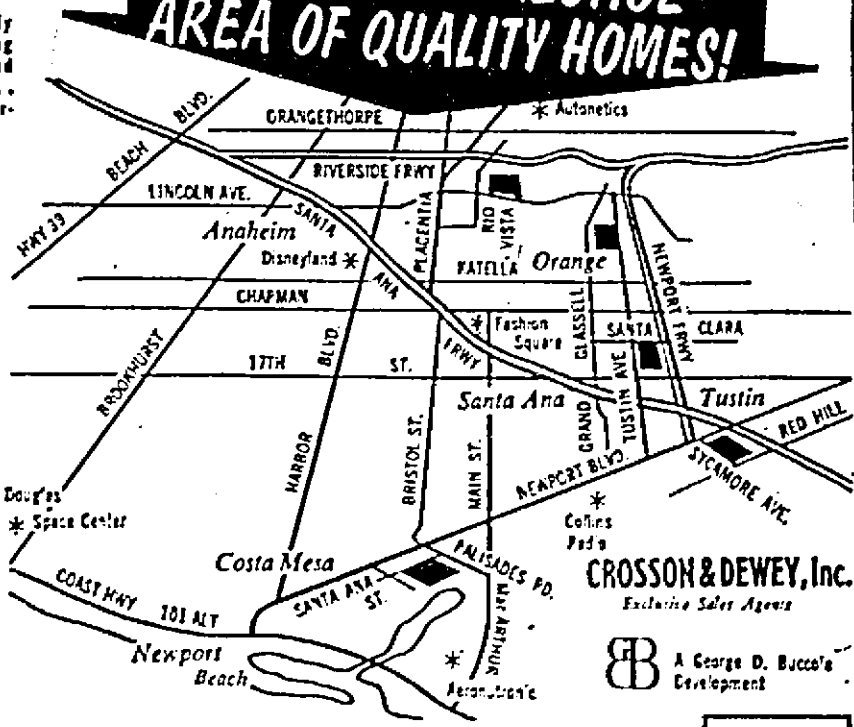 AREA OF QUALITY HOMES!
ORANGETHORPE
* Autonetics
BEACH BLVD.
RIVERSIDE FRWY
LINCOLN AVE.
HWY 39
SANTA ANA FRWY
Anaheim
PLACENTIA
RIO VISTA
Disneyland *
KATELLA
Orange
NEWPORT FRWY
CHAPMAN
* Fashion Square
GLASSELL
SANTA CLARA
BROOKHURST
17TH ST.
HARBOR BLVD.
Santa Ana
Tustin
GRAND
TUSTIN AVE
RED HILL
BRISTOL ST.
MAIN ST.
NEWPORT BLVD.
SYCAMORE AVE.
Douglas
* Space Center
* Collins Radio
Costa Mesa
PALISADES RD.
CROSSON & DEWEY, Inc.
Exclusive Sales Agents
COAST HWY 101 ALT
SANTA ANA ST.
MacARTHUR
Newport Beach
* Aeronutronic
A George D. Buccola
Development